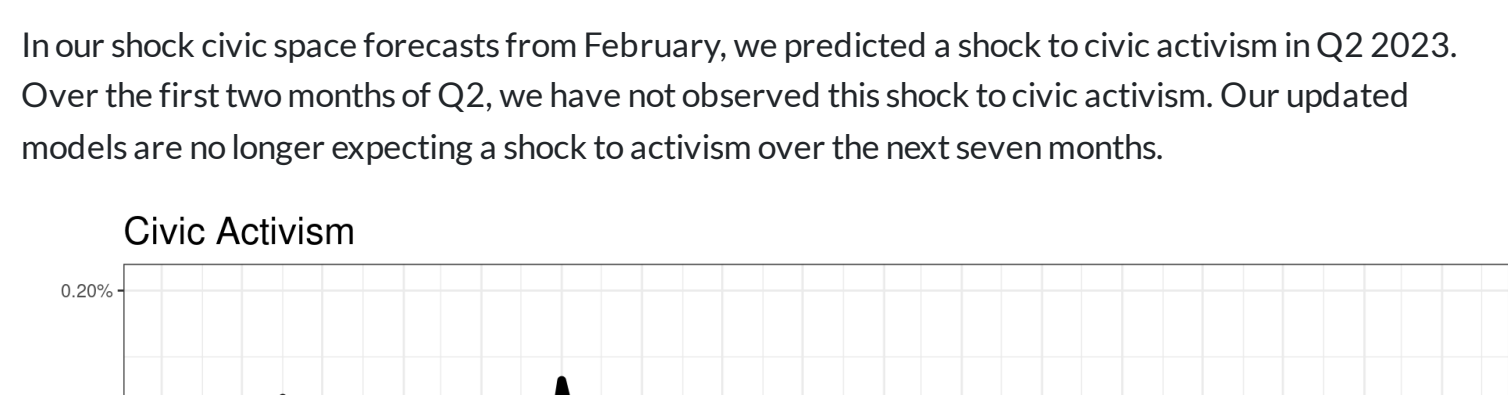 In our shock civic space forecasts from February, we predicted a shock to civic activism in Q2 2023.
Over the first two months of Q2, we have not observed this shock to civic activism. Our updated
models are no longer expecting a shock to activism over the next seven months.
Civic Activism
0.20%